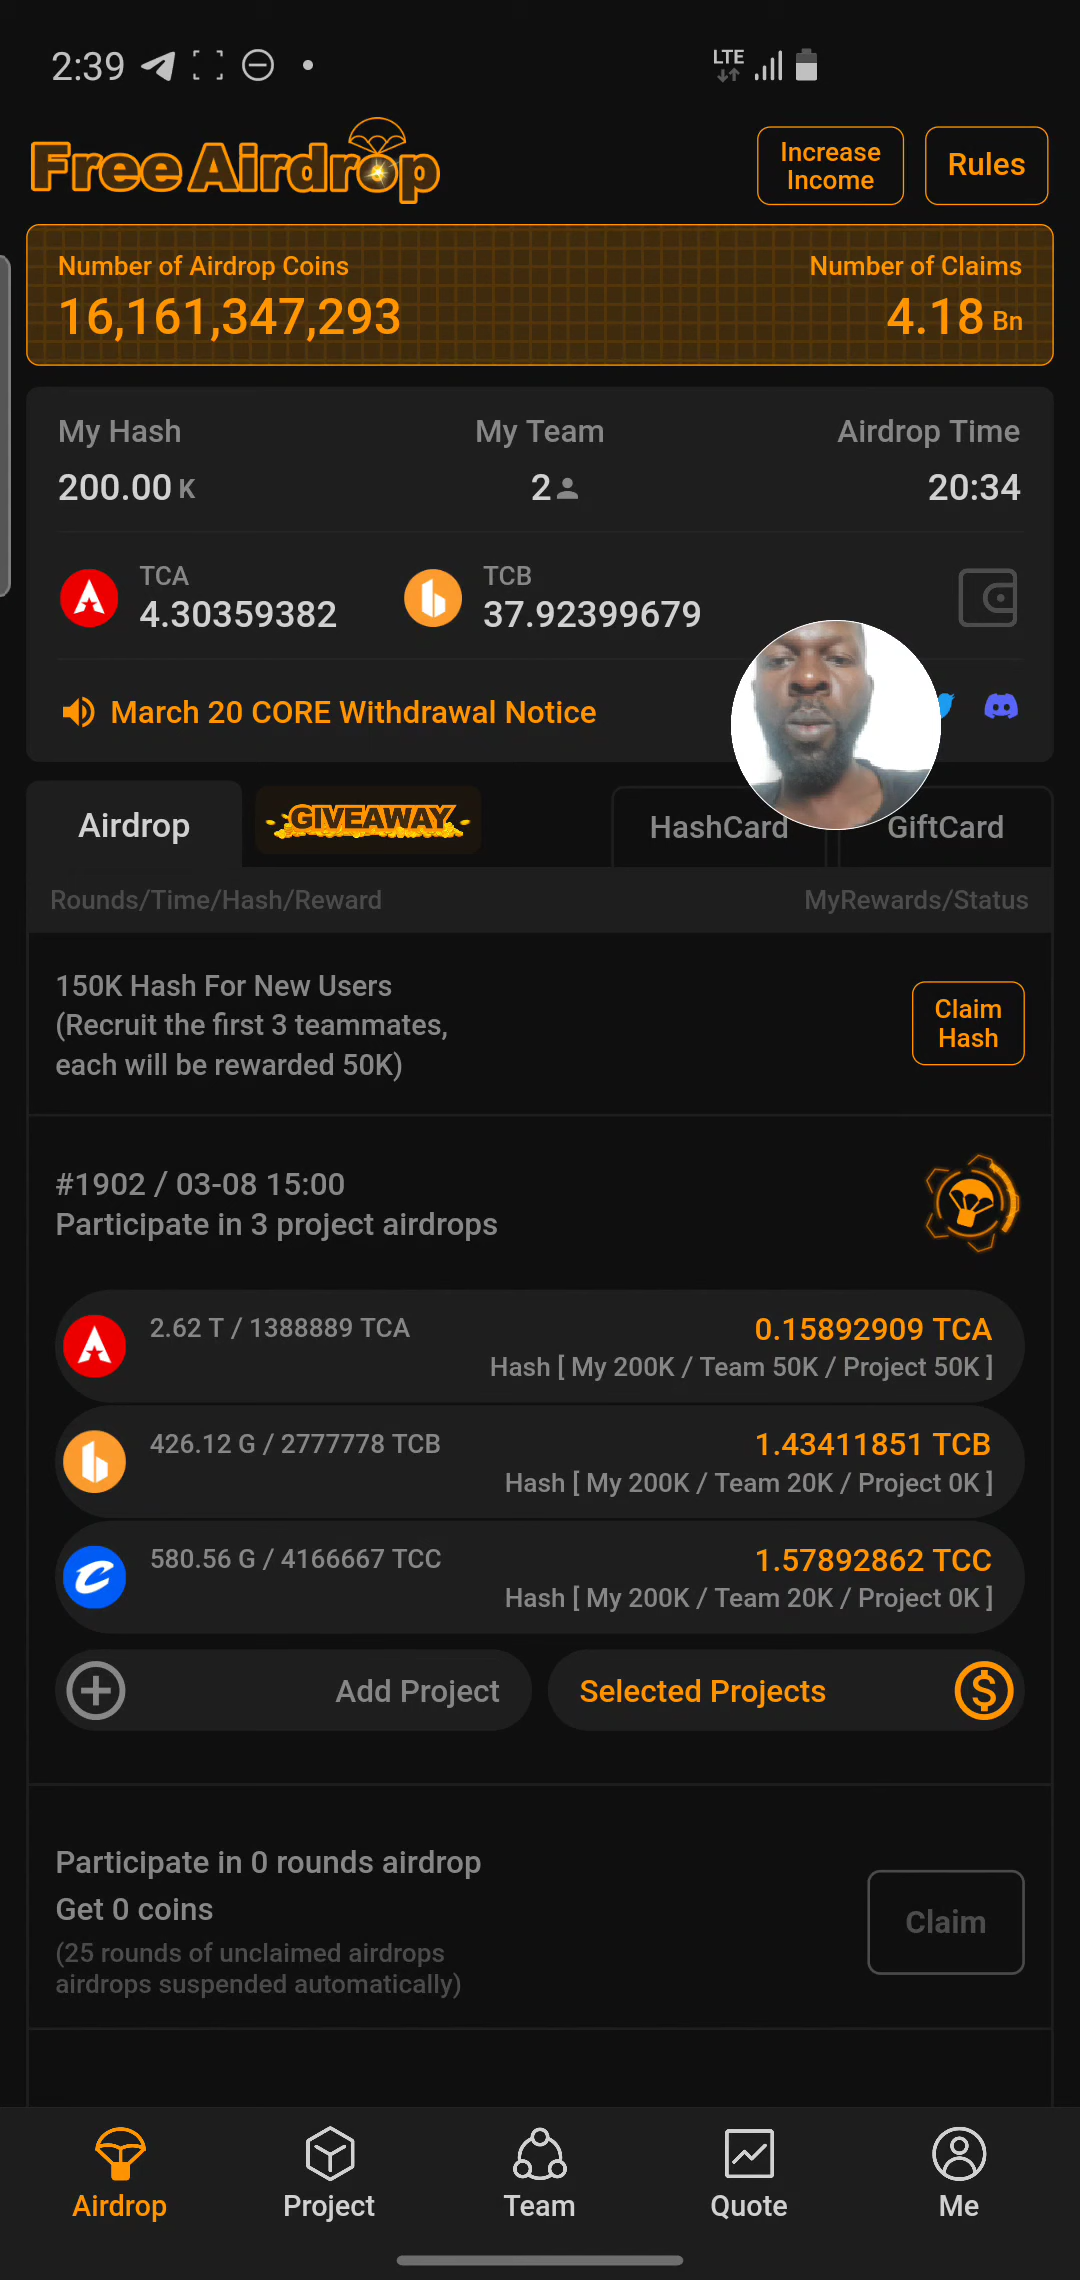 2:39
LTE
Free Airdrop
Increase
Income
Rules
Number of Airdrop Coins
Number of Claims
16,161,347,293
4.18 Bn
My Hash
My Team
Airdrop Time
200.00 K
2
20:34
TCA
4.30359382
TCB
37.92399679
March 20 CORE Withdrawal Notice
Airdrop
GIVEAWAY
HashCard
GiftCard
Rounds/Time/Hash/Reward
MyRewards/Status
150K Hash For New Users
(Recruit the first 3 teammates,
each will be rewarded 50K)
Claim
Hash
#1902 / 03-08 15:00
Participate in 3 project airdrops
2.62 T / 1388889 TCA
0.15892909 TCA
Hash [ My 200K / Team 50K / Project 50K ]
426.12 G / 2777778 TCB
1.43411851 TCB
Hash [ My 200K / Team 20K / Project 0K ]
580.56 G / 4166667 TCC
1.57892862 TCC
Hash [ My 200K / Team 20K / Project 0K ]
Add Project
Selected Projects
Participate in 0 rounds airdrop
Get 0 coins
(25 rounds of unclaimed airdrops
airdrops suspended automatically)
Claim
Airdrop
Project
Team
Quote
Me